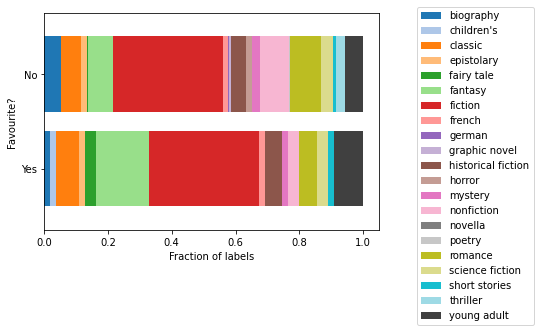 Favourite?
No
Yes
0.0
0.2
0.4
0.6
0.8
1.0
Fraction of labels
biography
children's
classic
epistolary
fairy tale
fantasy
fiction
french
german
graphic novel
historical fiction
horror
mystery
nonfiction
novella
poetry
romance
science fiction
short stories
thriller
young adult